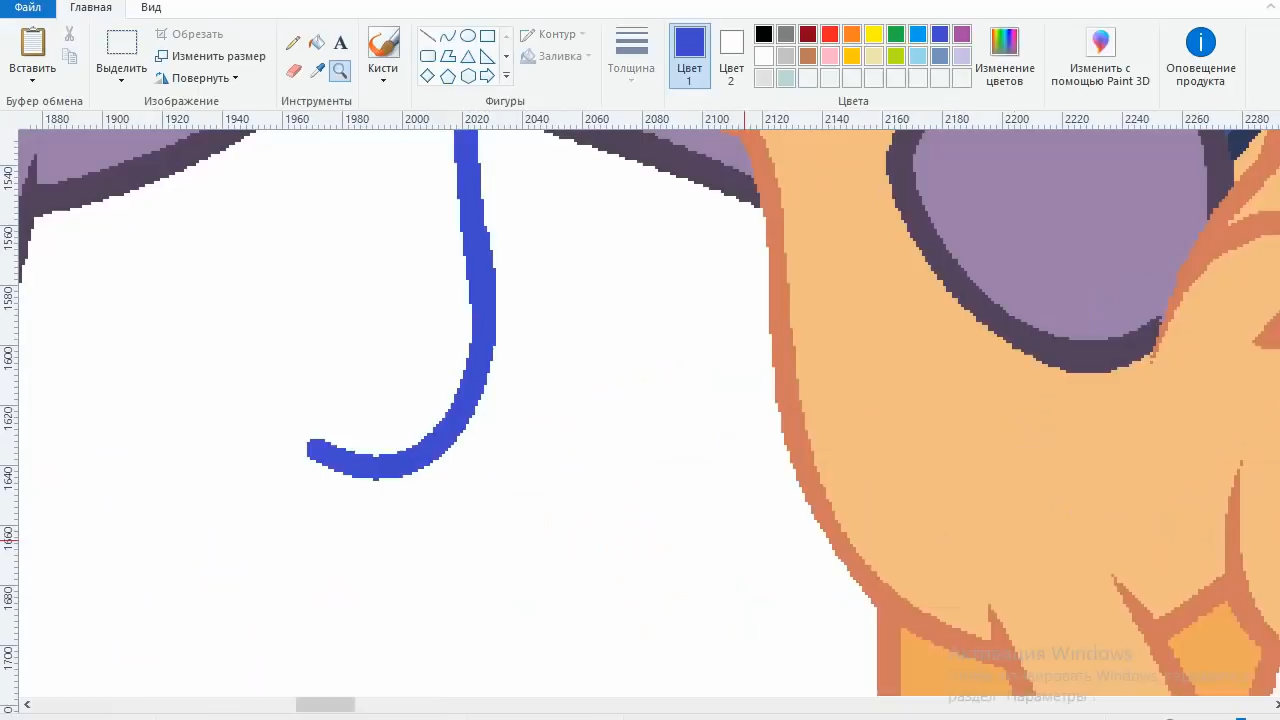 Файл Главная Вид
Вставить
Буфер обмена
Выделить
Обрезать
Изменить размер
Повернуть
Изображение
A
Инструменты
Кисти
Контур
Заливка
Фигуры
Толщина
Цвет 1
Цвет 2
Изменение цветов
Цвета
Изменить с помощью Paint 3D
Оповещение продукта
1880 1900 1920 1940 1960 1980 2000 2020 2040 2060 2080 2100 2120 2140 2160 2180 2200 2220 2240 2260 2280
1540
1560
1580
1600
1620
1640
1660
1680
1700
Активация Windows
раздел "Параметры".